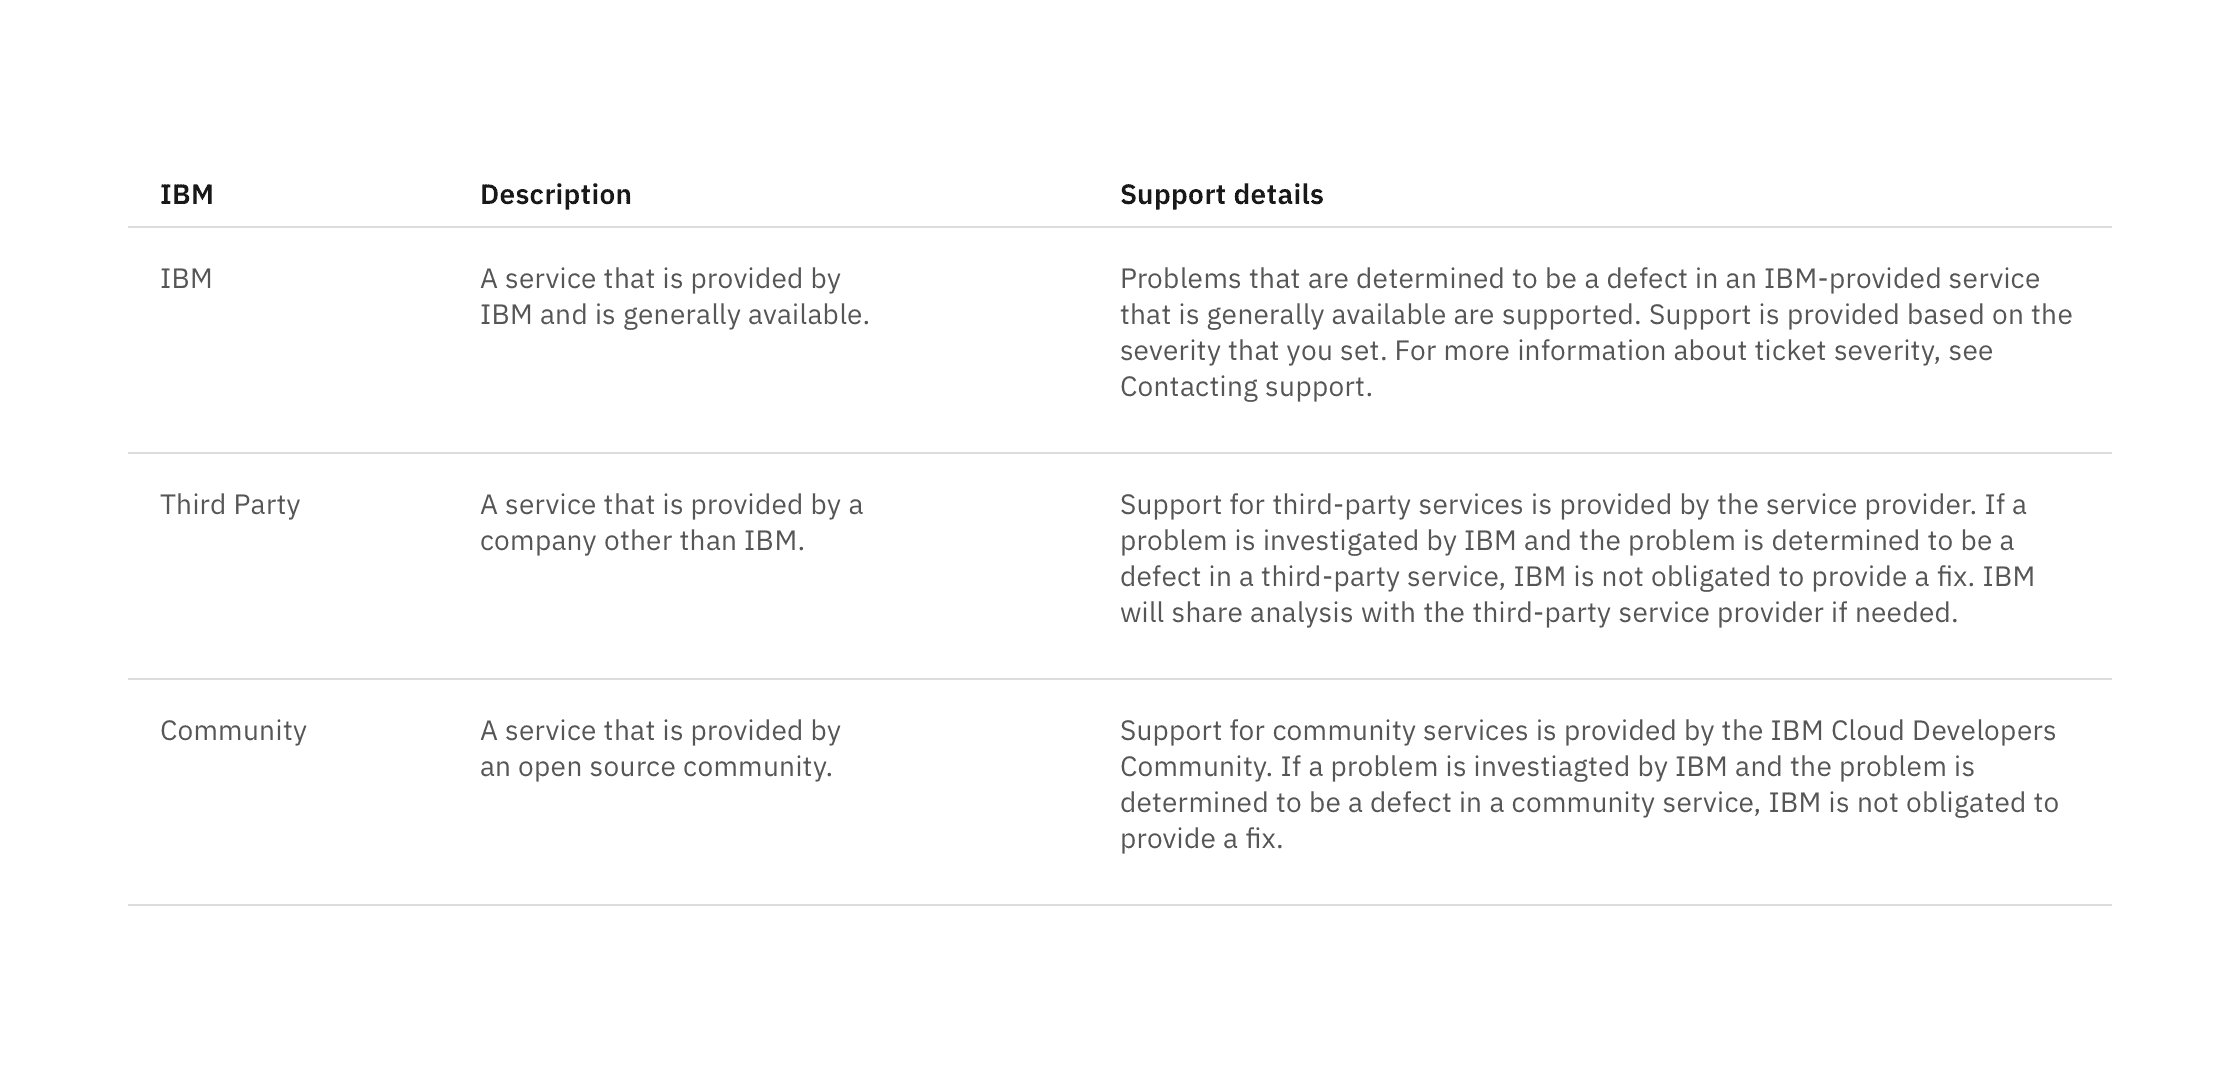 IBM
Description
Support details
IBM
A service that is provided by
IBM and is generally available.
Problems that are determined to be a defect in an IBM-provided service
that is generally available are supported. Support is provided based on the
severity that you set. For more information about ticket severity, see
Contacting support.
Third Party
A service that is provided by a
company other than IBM.
Support for third-party services is provided by the service provider. If a
problem is investigated by IBM and the problem is determined to be a
defect in a third-party service, IBM is not obligated to provide a fix. IBM
will share analysis with the third-party service provider if needed.
Community
A service that is provided by
an open source community.
Support for community services is provided by the IBM Cloud Developers
Community. If a problem is investiagted by IBM and the problem is
determined to be a defect in a community service, IBM is not obligated to
provide a fix.